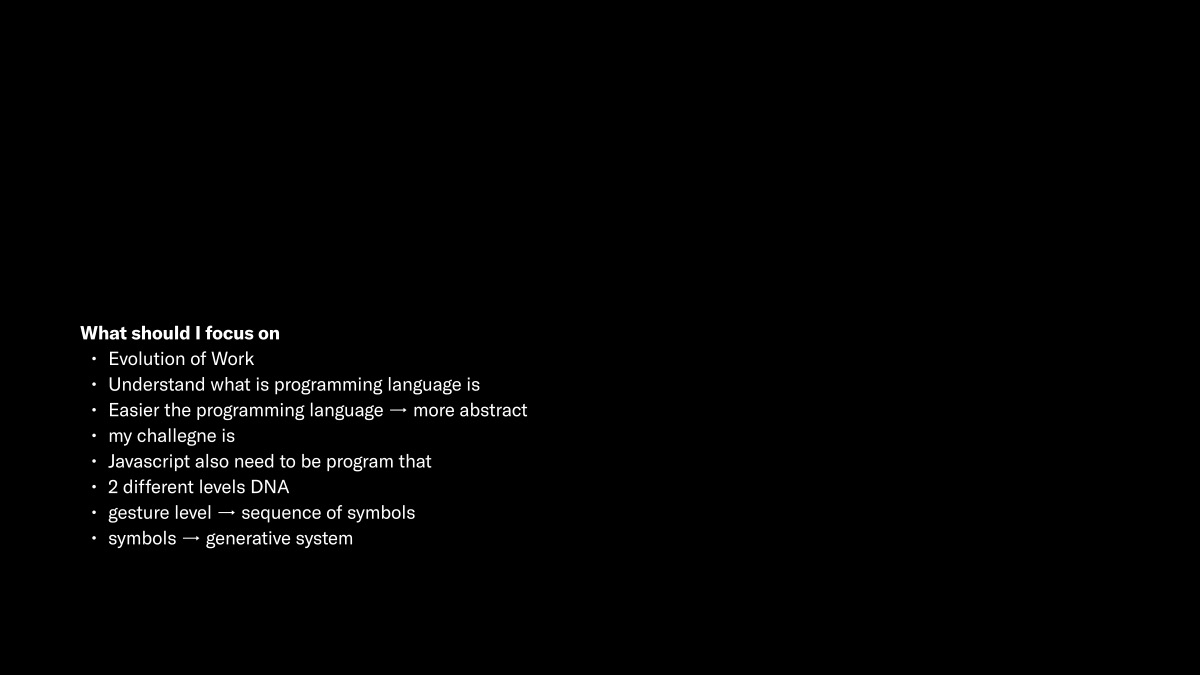 What should I focus on
• Evolution of Work
• Understand what is programming language is
• Easier the programming language → more abstract
• my challegne is
• Javascript also need to be program that
• 2 different levels DNA
• gesture level → sequence of symbols
• symbols → generative system